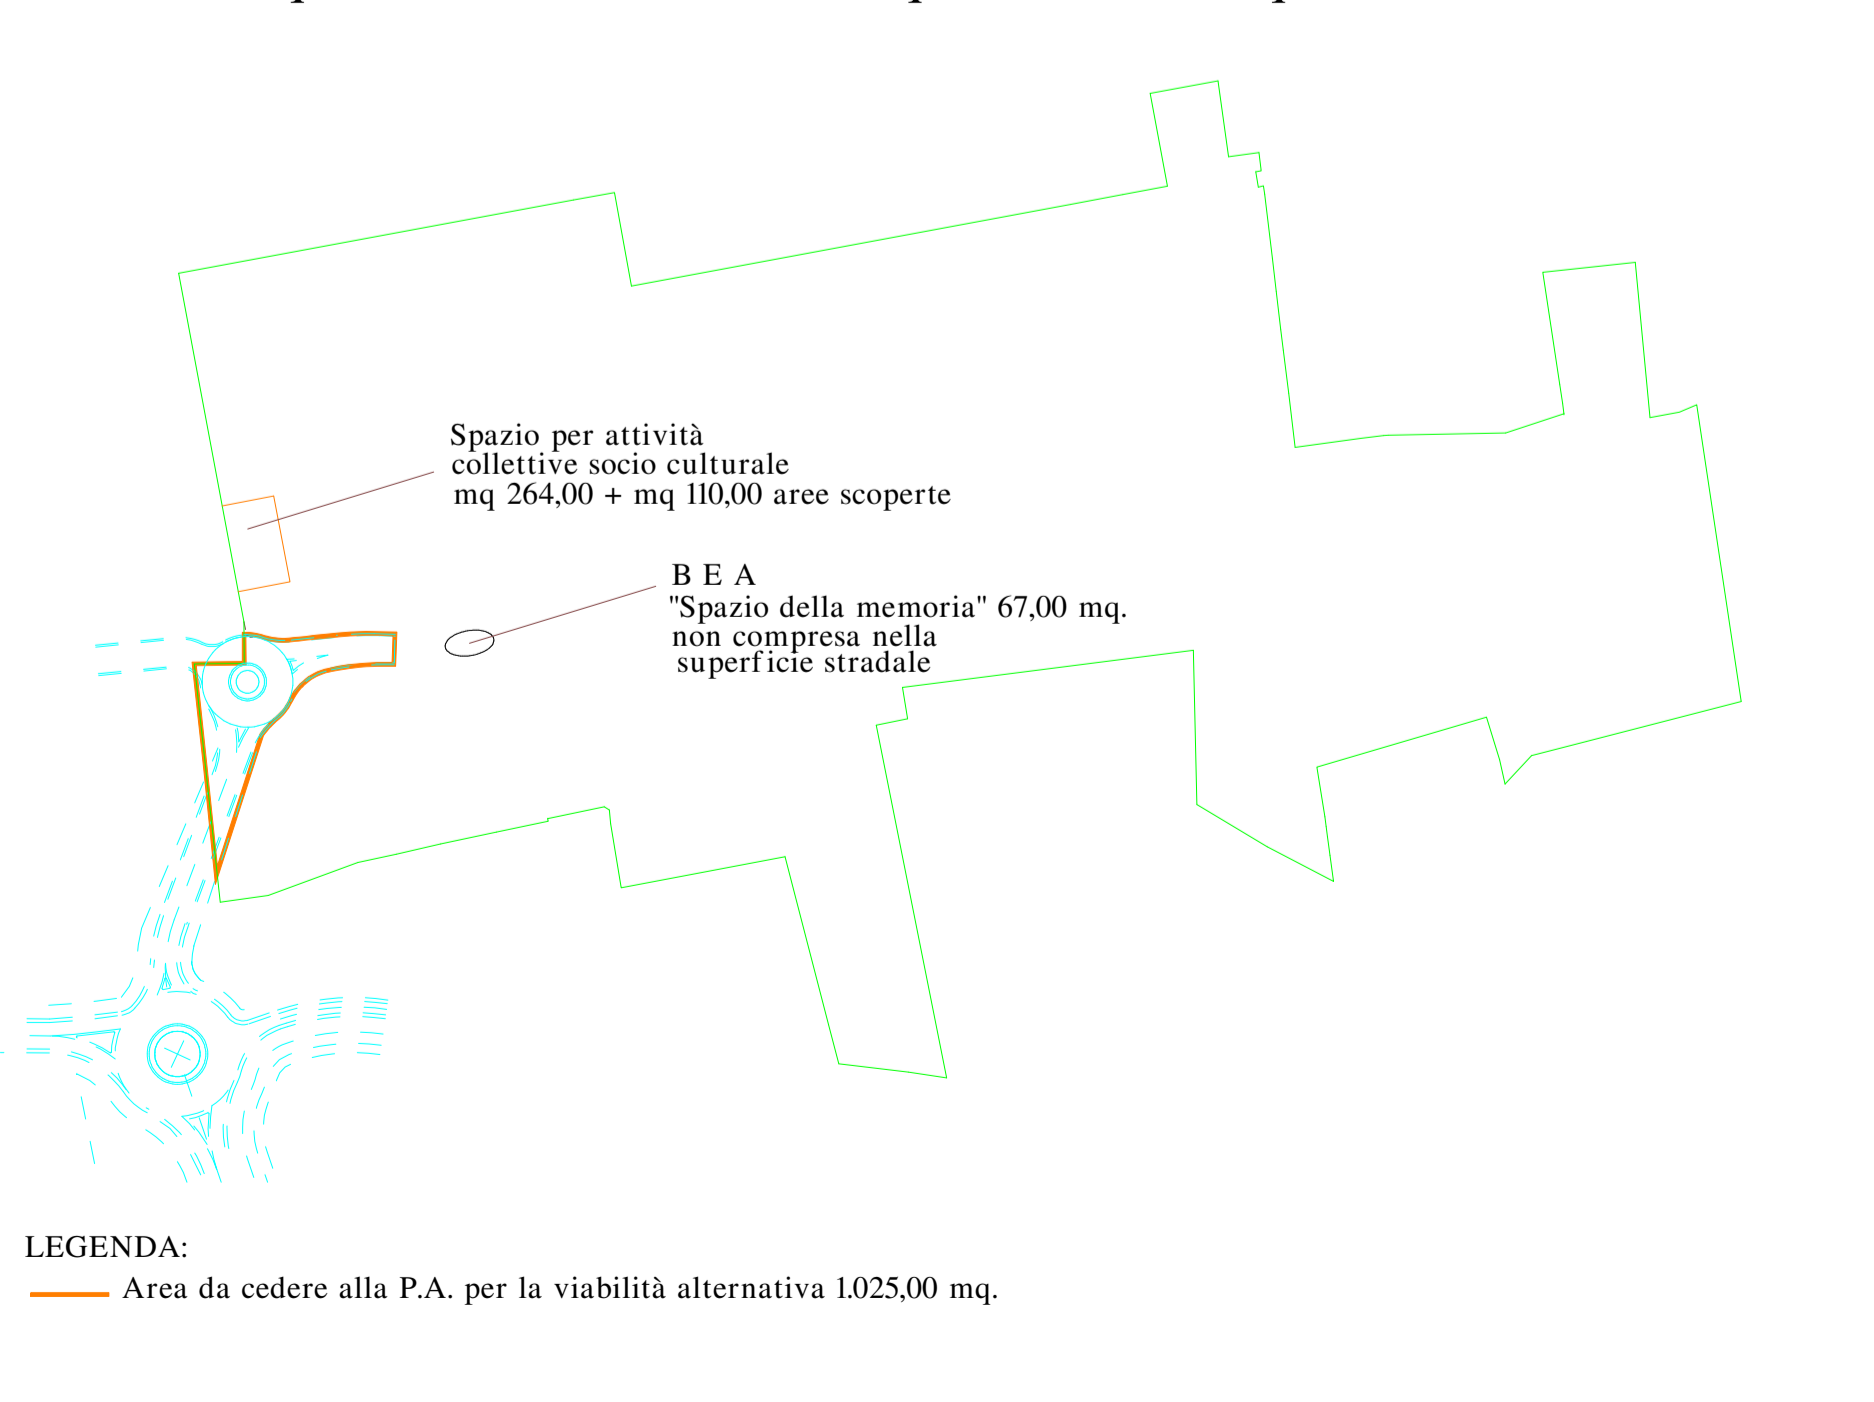 Spazio per attività
collettive socio culturale
mq 264,00 + mq 110,00 aree scoperte
B E A
"Spazio della memoria" 67,00 mq.
non compresa nella
superficie stradale
LEGENDA:
Area da cedere alla P.A. per la viabilità alternativa 1.025,00 mq.